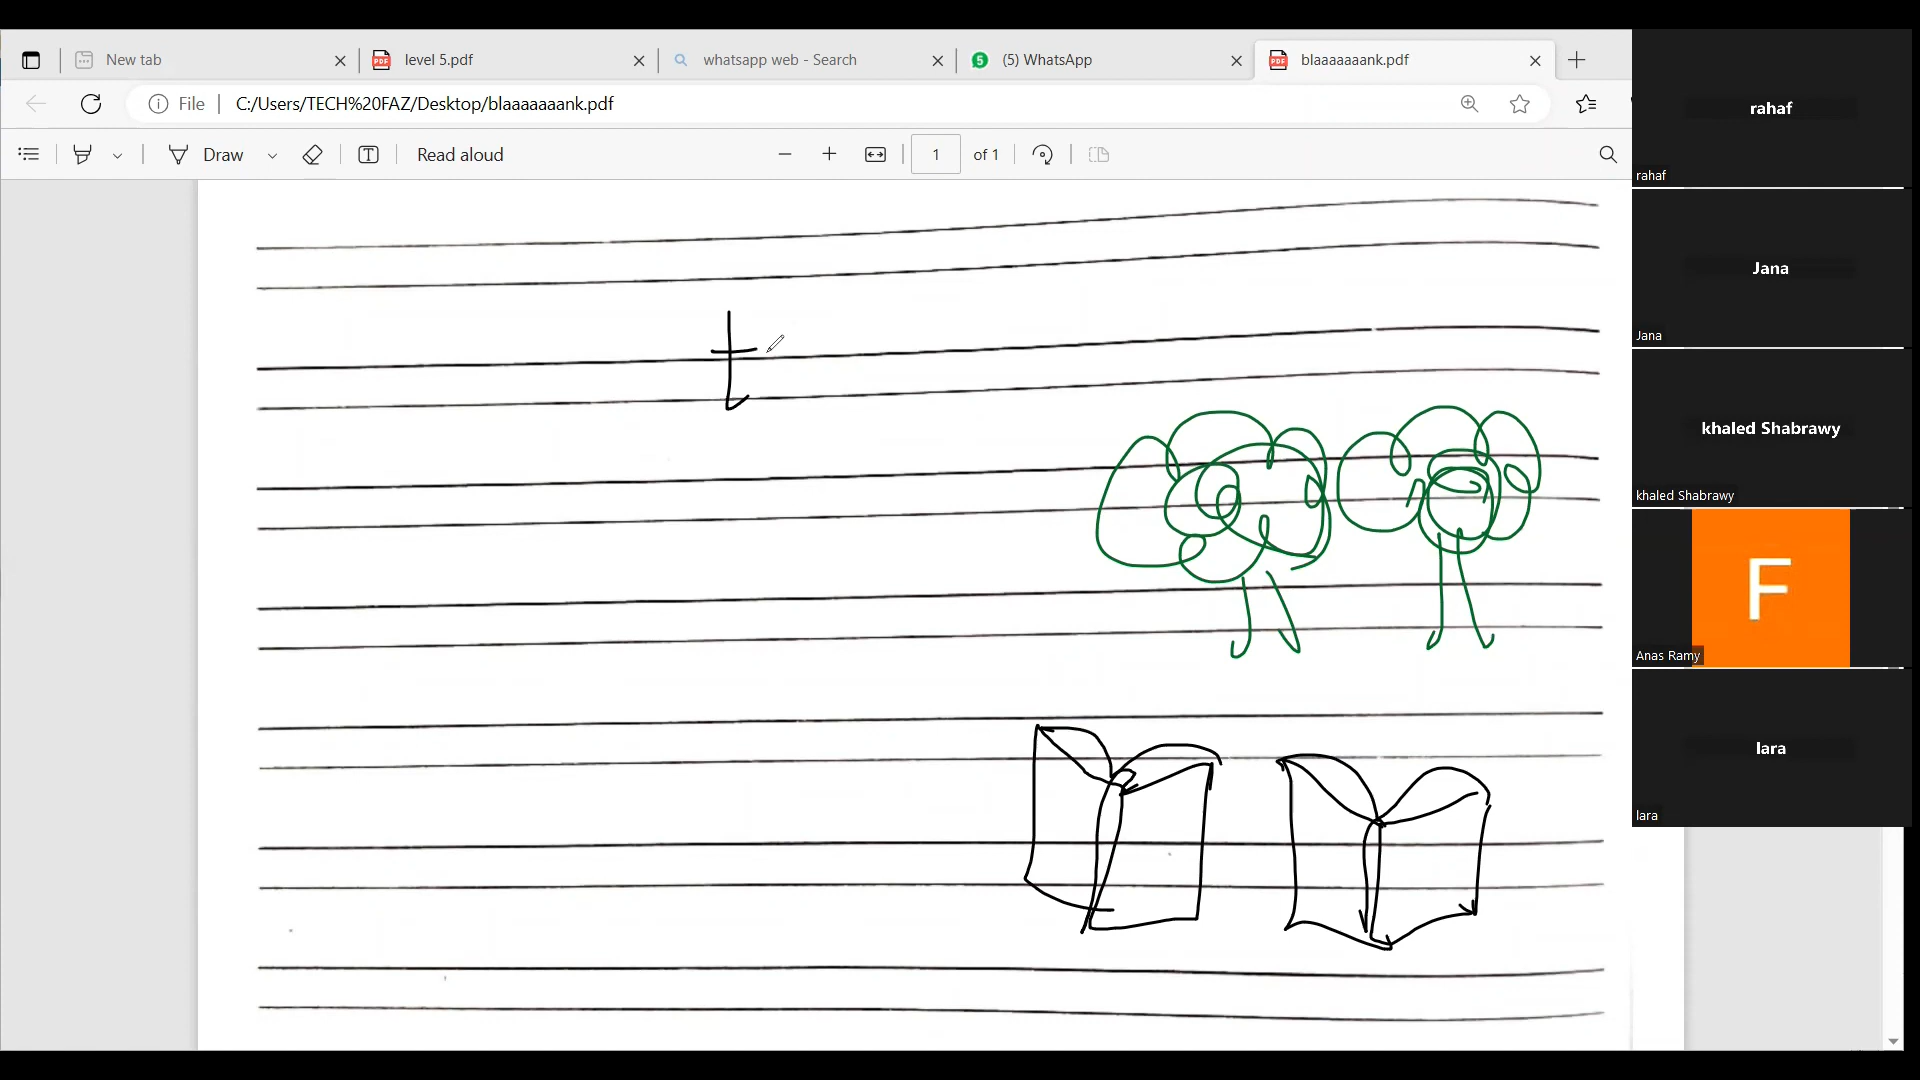 New tab
level 5.pdf
whatsapp web - Search
5
(5) WhatsApp
blaaaaaaank.pdf
File
C:/Users/TECH%20FAZ/Desktop/blaaaaaaank.pdf
Draw
T
Read aloud
1
of 1
t
rahaf
rahaf
Jana
Jana
khaled Shabrawy
khaled Shabrawy
F
Anas Ramy
lara
lara